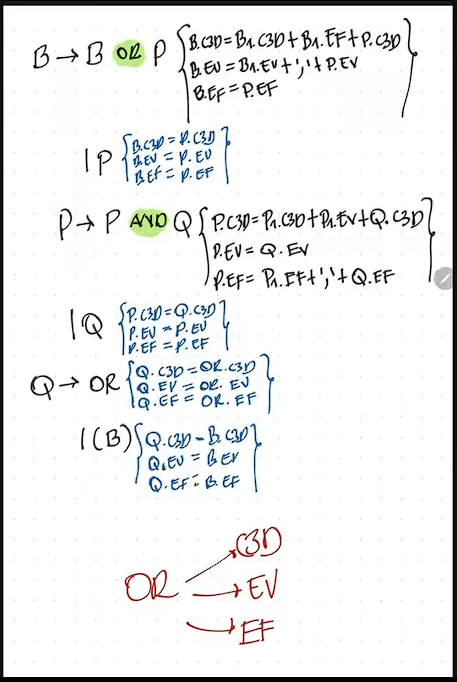 B → B OR P { B.C3D = B₁.C3D + B₁.EF + P.C3D
B.EV = B₁.EV + ',' + P.EV
B.EF = P.EF }
| P { B.C3D = P.C3D
B.EV = P.EV
B.EF = P.EF }
P → P AND Q { P.C3D = P₁.C3D + P₁.EV + Q.C3D
P.EV = Q.EV
P.EF = P₁.EF + ',' + Q.EF }
| Q { P.C3D = Q.C3D
P.EV = P.EV
P.EF = P.EF }
Q → OR { Q.C3D = OR.C3D
Q.EV = OR.EV
Q.EF = OR.EF }
| (B) { Q.C3D = B.C3D
Q.EV = B.EV
Q.EF = B.EF }
C3D
OR → EV
EF